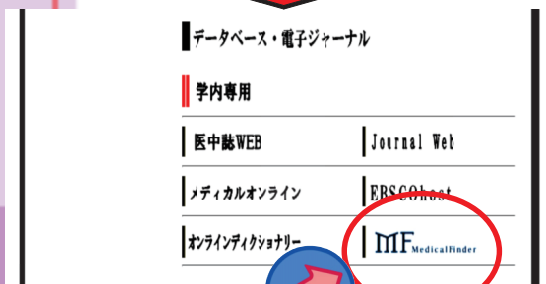 データベース・電子ジャーナル
学内専用
医中誌WEB
Journal Web
メディカルオンライン
EBSCOhost
オンラインディクショナリー
MF MedicalFinder